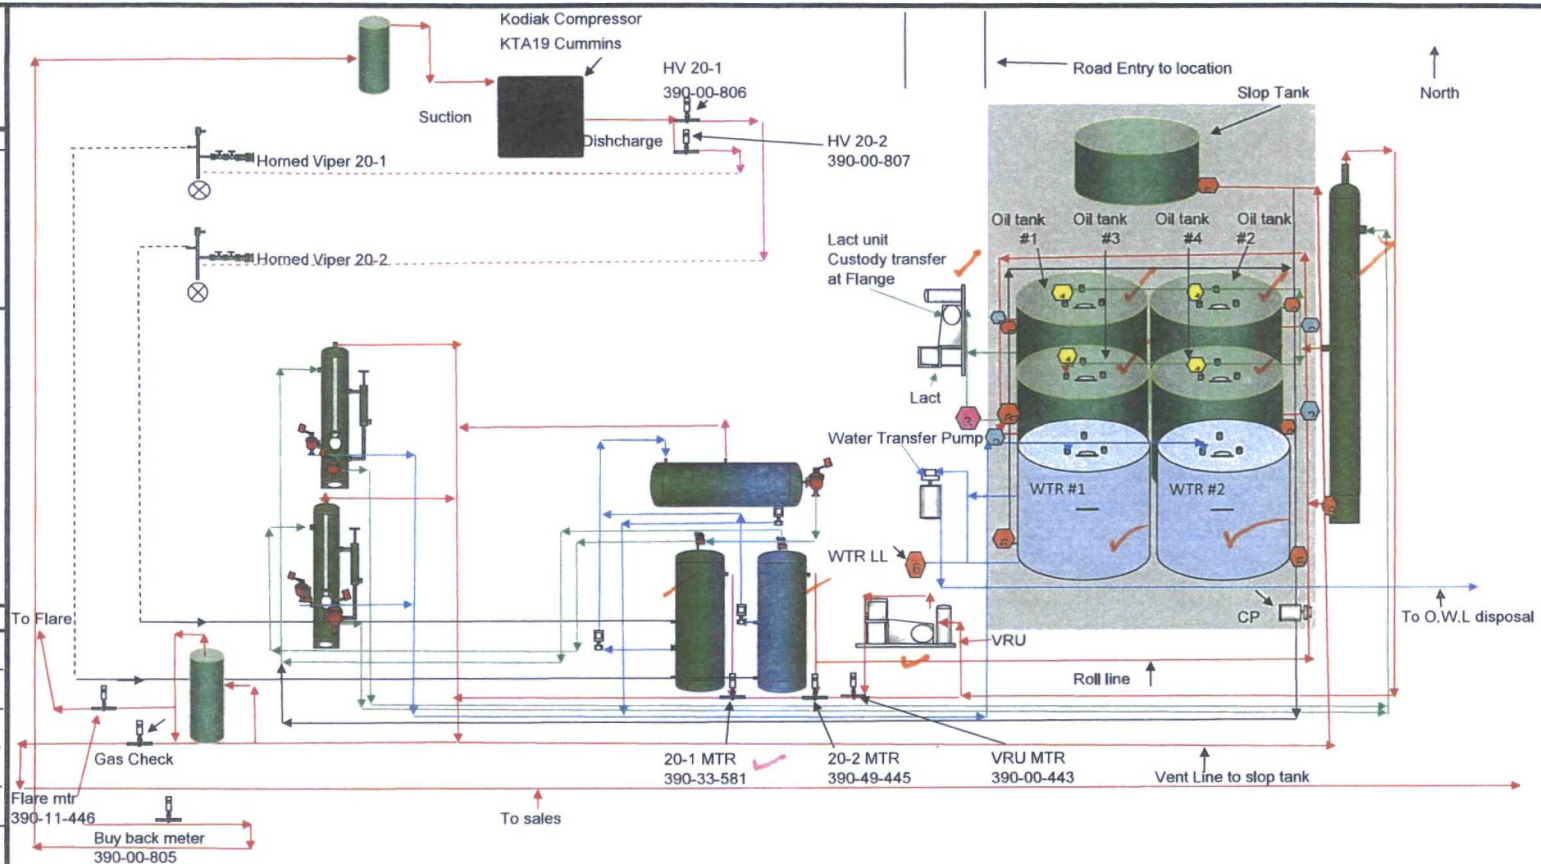 Kodiak Compressor
KTA19 Cummins
HV 20-1
390-00-806
Road Entry to location
North
Slop Tank
Suction
Dishcharge
HV 20-2
390-00-807
Horned Viper 20-1
Oil tank
#1
Oil tank
#3
Oil tank
#4
Oil tank
#2
Lact unit
Custody transfer
at Flange
Horned Viper 20-2
Lact
3
Water Transfer Pump
WTR #1
WTR #2
WTR LL
6
To Flare
CP
To O.W.L disposal
VRU
Roll line
Gas Check
20-1 MTR
390-33-581
20-2 MTR
390-49-445
VRU MTR
390-00-443
Vent Line to slop tank
Flare mtr
390-11-446
To sales
Buy back meter
390-00-805